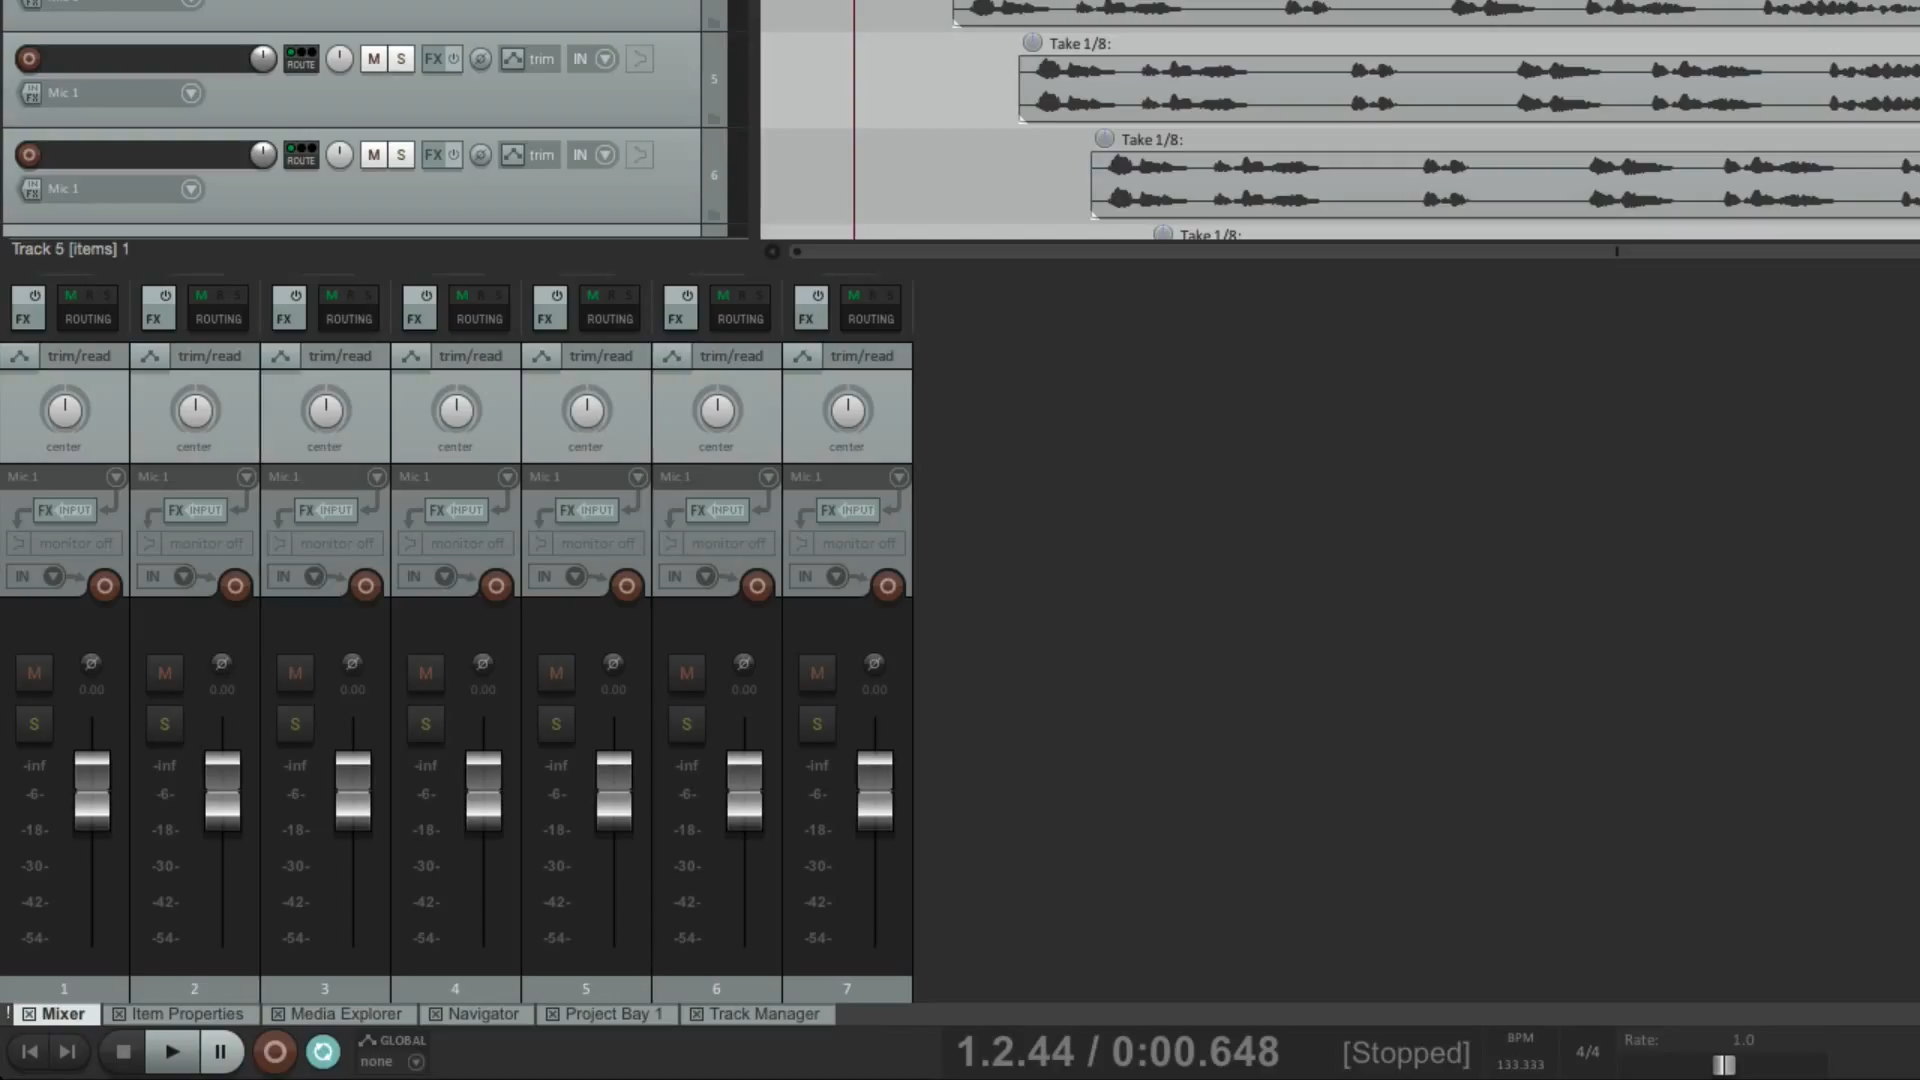 Take 1/8:
ROUTE M S FX trim IN
5
IN FX Mic 1
Take 1/8:
ROUTE M S FX trim IN
6
IN FX Mic 1
Take 1/8:
Track 5 [items] 1
M R S M R S M R S M R S M R S M R S M R S
FX ROUTING FX ROUTING FX ROUTING FX ROUTING FX ROUTING FX ROUTING FX ROUTING
trim/read trim/read trim/read trim/read trim/read trim/read trim/read
center center center center center center center
Mic 1 Mic 1 Mic 1 Mic 1 Mic 1 Mic 1 Mic 1
FX INPUT FX INPUT FX INPUT FX INPUT FX INPUT FX INPUT FX INPUT
monitor off monitor off monitor off monitor off monitor off monitor off monitor off
IN IN IN IN IN IN IN
M M M M M M M
0.00 0.00 0.00 0.00 0.00 0.00 0.00
S S S S S S S
-inf -inf -inf -inf -inf -inf -inf
-6- -6- -6- -6- -6- -6- -6-
-18- -18- -18- -18- -18- -18- -18-
-30- -30- -30- -30- -30- -30- -30-
-42- -42- -42- -42- -42- -42- -42-
-54- -54- -54- -54- -54- -54- -54-
1 2 3 4 5 6 7
! Mixer Item Properties Media Explorer Navigator Project Bay 1 Track Manager
GLOBAL
none
1.2.44 / 0:00.648 [Stopped]
BPM
133.333
4/4
Rate: 1.0